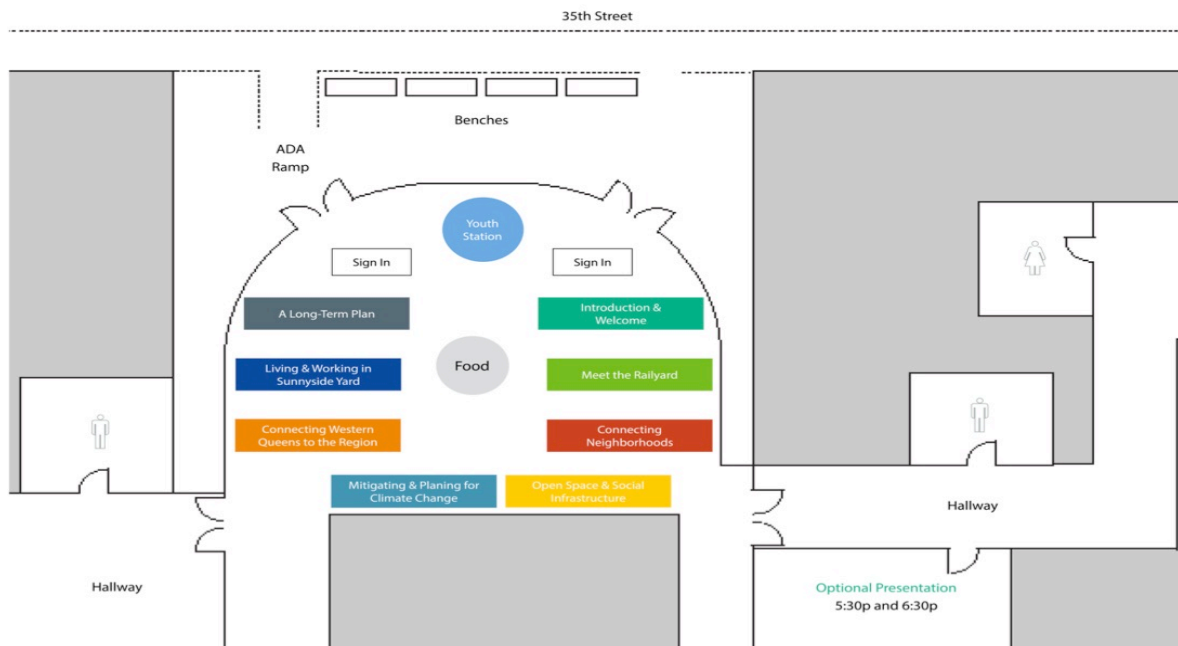 35th Street
Benches
ADA
Ramp
Youth
Station
Sign In
Sign In
A Long-Term Plan
Introduction &
Welcome
Food
Living & Working in
Sunnyside Yard
Meet the Railyard
Connecting Western
Queens to the Region
Connecting
Neighborhoods
Mitigating & Planing for
Climate Change
Open Space & Social
Infrastructure
Hallway
Hallway
Optional Presentation
5:30p and 6:30p